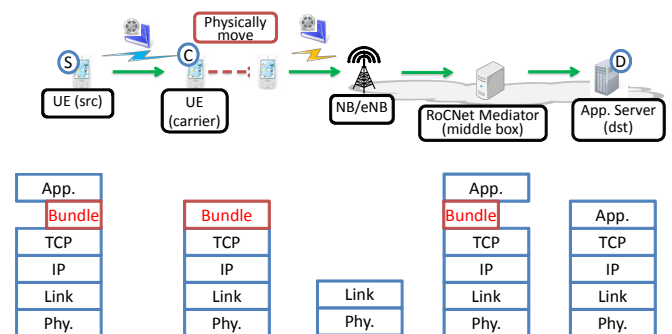 Physically
move
S
C
D
UE (src)
UE
(carrier)
NB/eNB
RoCNet Mediator
(middle box)
App. Server
(dst)
App.
Bundle
TCP
IP
Link
Phy.
Bundle
TCP
IP
Link
Phy.
Link
Phy.
App.
Bundle
TCP
IP
Link
Phy.
App.
TCP
IP
Link
Phy.